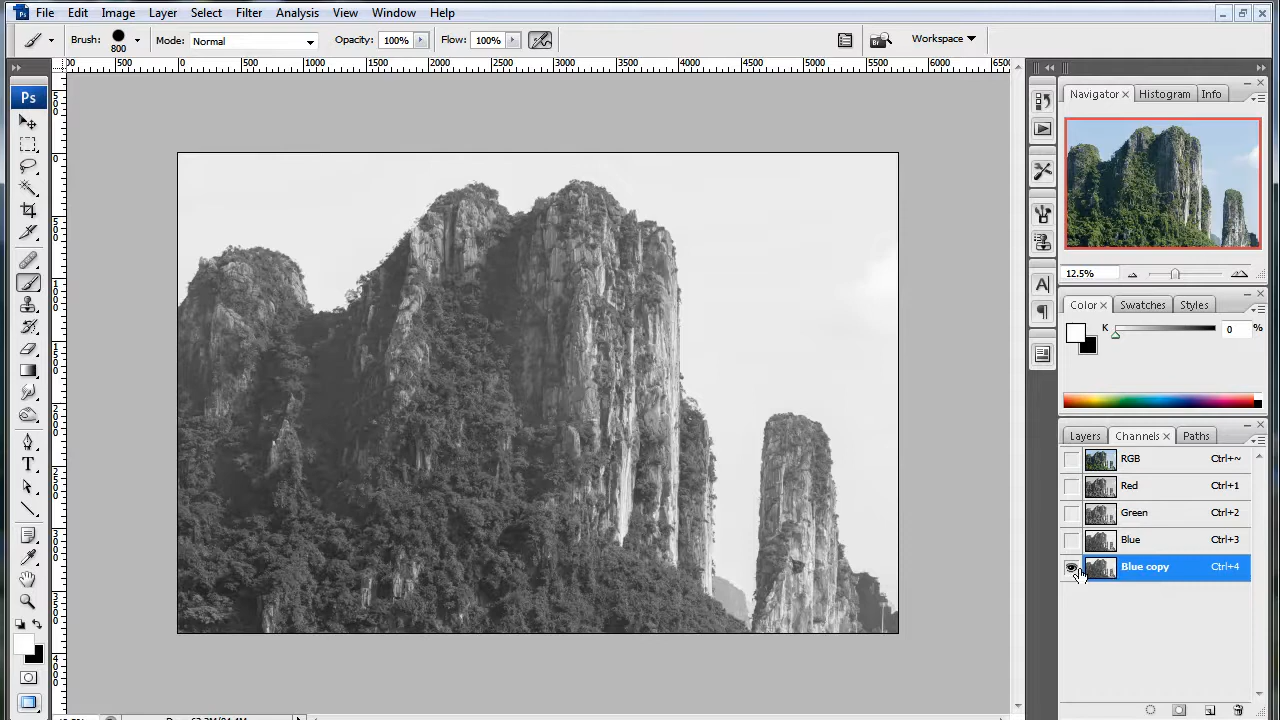 Ps File Edit Image Layer Select Filter Analysis View Window Help
Brush: 800 Mode: Normal Opacity: 100% Flow: 100% Br Workspace
500 0 500 1000 1500 2000 2500 3000 3500 4000 4500 5000 5500 6000
Ps
Navigator × Histogram Info
12.5%
Color × Swatches Styles
K 0 %
Layers Channels × Paths
RGB Ctrl+~
Red Ctrl+1
Green Ctrl+2
Blue Ctrl+3
Blue copy Ctrl+4
T
A